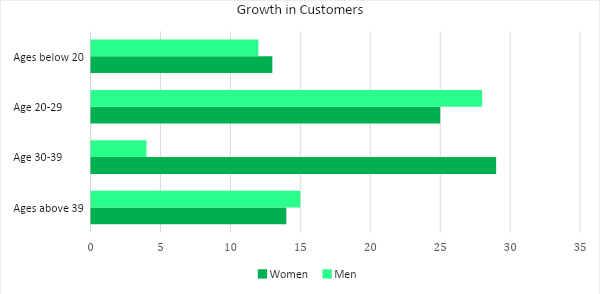 Growth in Customers
Ages below 20
Age 20-29
Age 30-39
Ages above 39
0 5 10 15 20 25 30 35
Women Men